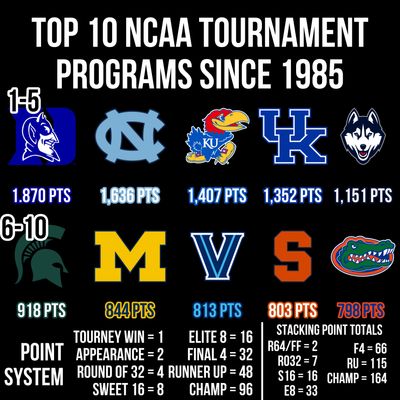 TOP 10 NCAA TOURNAMENT
PROGRAMS SINCE 1985
1-5
NC
KU
UK
1.870 PTS
1,636 PTS
1,407 PTS
1,352 PTS
1,151 PTS
6-10
M
V
S
918 PTS
844 PTS
813 PTS
803 PTS
798 PTS
POINT
SYSTEM
TOURNEY WIN = 1
APPEARANCE = 2
ROUND OF 32 = 4
SWEET 16 = 8
ELITE 8 = 16
FINAL 4 = 32
RUNNER UP = 48
CHAMP = 96
STACKING POINT TOTALS
R64/FF = 2
RO32 = 7
S16 = 16
E8 = 33
F4 = 66
RU = 115
CHAMP = 164